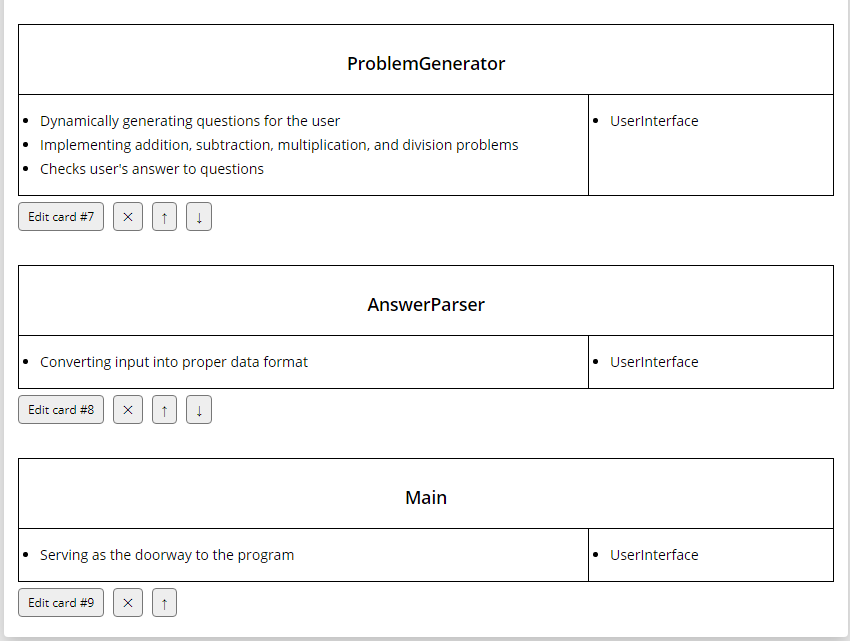 ProblemGenerator
• Dynamically generating questions for the user
• Implementing addition, subtraction, multiplication, and division problems
• Checks user's answer to questions
• UserInterface
Edit card #7 × ↑ ↓
AnswerParser
• Converting input into proper data format
• UserInterface
Edit card #8 × ↑ ↓
Main
• Serving as the doorway to the program
• UserInterface
Edit card #9 × ↑